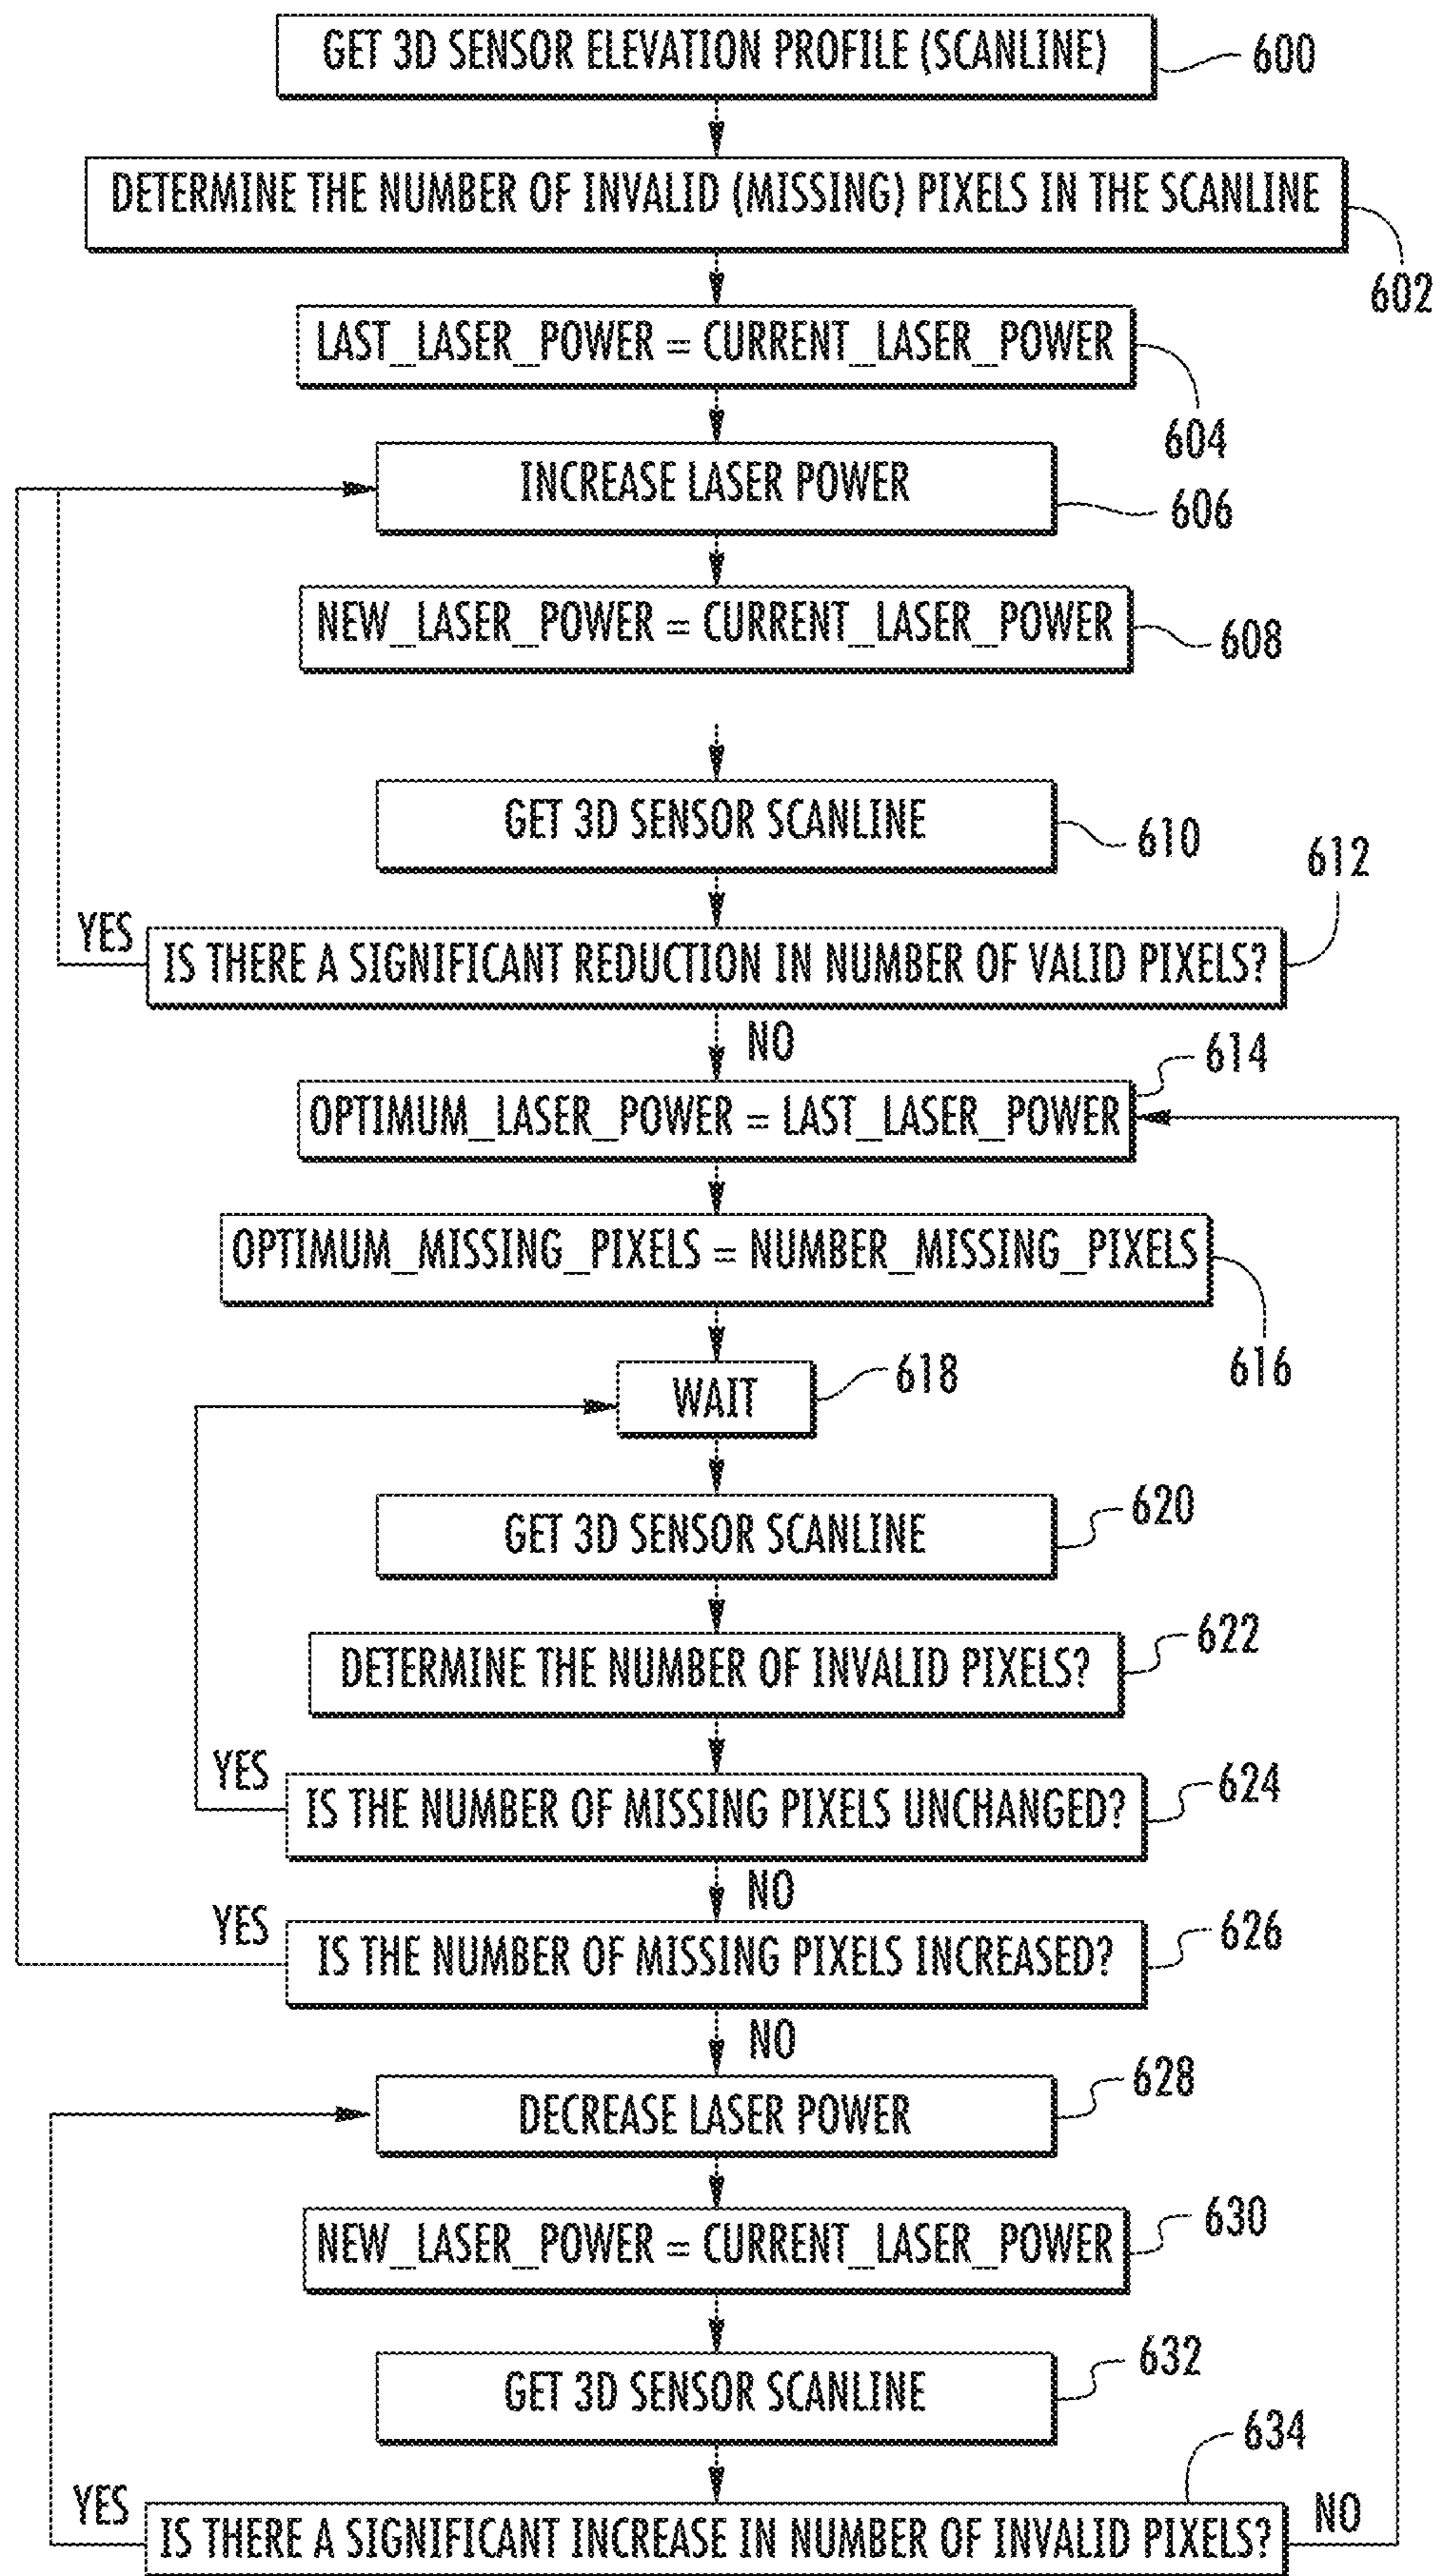 GET 3D SENSOR ELEVATION PROFILE (SCANLINE)
600
DETERMINE THE NUMBER OF INVALID (MISSING) PIXELS IN THE SCANLINE
602
LAST_LASER_POWER = CURRENT_LASER_POWER
604
INCREASE LASER POWER
606
NEW_LASER_POWER = CURRENT_LASER_POWER
608
GET 3D SENSOR SCANLINE
610
612
YES
IS THERE A SIGNIFICANT REDUCTION IN NUMBER OF VALID PIXELS?
NO
614
OPTIMUM_LASER_POWER = LAST_LASER_POWER
OPTIMUM_MISSING_PIXELS = NUMBER_MISSING_PIXELS
616
WAIT
618
GET 3D SENSOR SCANLINE
620
DETERMINE THE NUMBER OF INVALID PIXELS?
622
YES
IS THE NUMBER OF MISSING PIXELS UNCHANGED?
624
NO
YES
IS THE NUMBER OF MISSING PIXELS INCREASED?
626
NO
DECREASE LASER POWER
628
NEW_LASER_POWER = CURRENT_LASER_POWER
630
GET 3D SENSOR SCANLINE
632
634
YES
IS THERE A SIGNIFICANT INCREASE IN NUMBER OF INVALID PIXELS?
NO